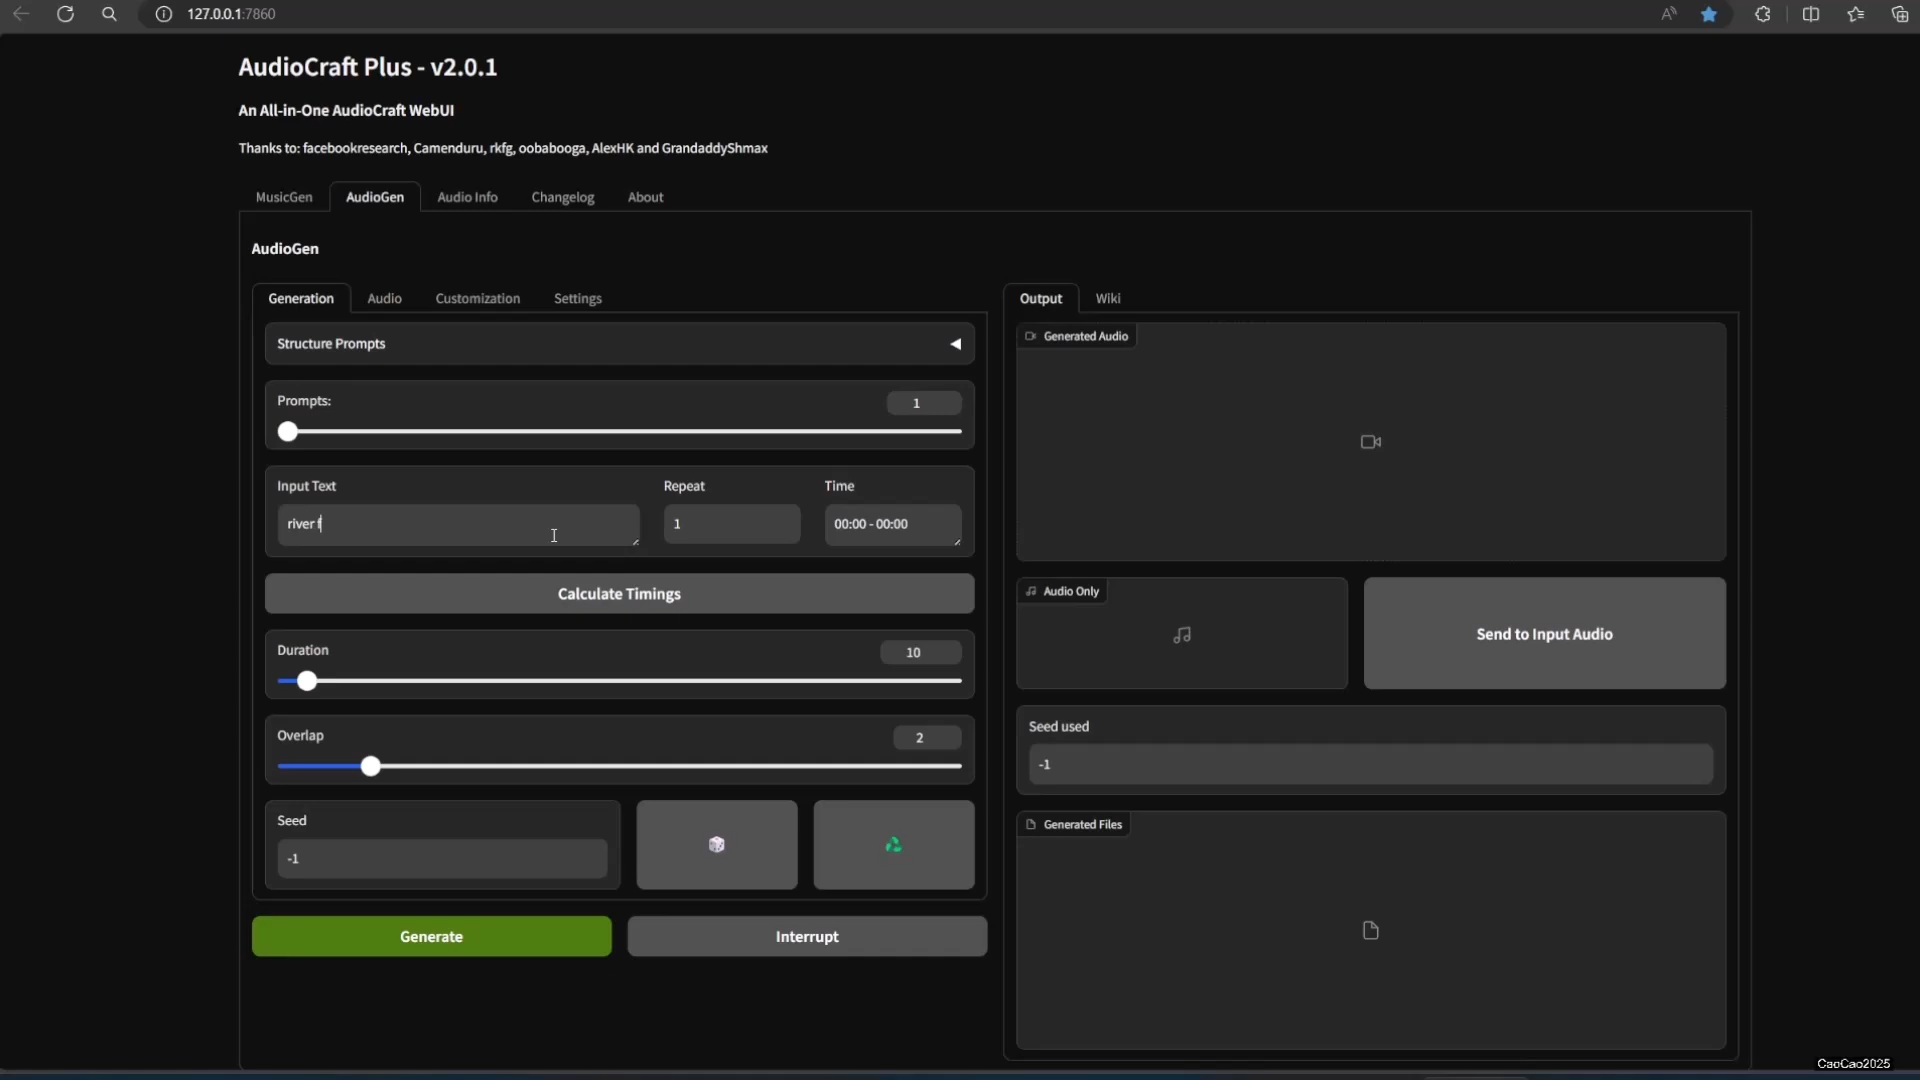 127.0.0.1:7860
AudioCraft Plus - v2.0.1
An All-in-One AudioCraft WebUI
Thanks to: facebookresearch, Camenduru, rkfg, oobabooga, AlexHK and GrandaddyShmax
MusicGen AudioGen Audio Info Changelog About
AudioGen
Generation Audio Customization Settings
Structure Prompts
Prompts: 1
Input Text Repeat Time
river f 1 00:00 - 00:00
Calculate Timings
Duration 10
Overlap 2
Seed
-1
Generate Interrupt
Output Wiki
Generated Audio
Audio Only
Send to Input Audio
Seed used
-1
Generated Files
CaoCao2025